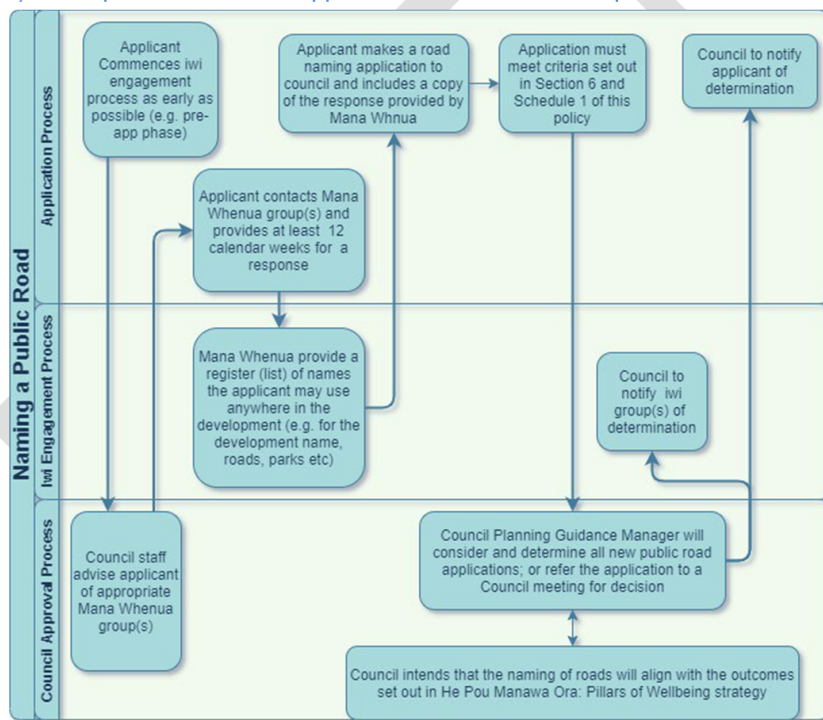 Naming a Public Road
Application Process
Iwi Engagement Process
Council Approval Process
Applicant
Commences iwi
engagement
process as early as
possible (e.g. pre-
app phase)
Applicant makes a road
naming application to
council and includes a copy
of the response provided by
Mana Whnua
Application must
meet criteria set out
in Section 6 and
Schedule 1 of this
policy
Council to notify
applicant of
determination
Applicant contacts Mana
Whenua group(s) and
provides at least 12
calendar weeks for a
response
Mana Whenua provide a
register (list) of names
the applicant may use
anywhere in the
development (e.g. for the
development name,
roads, parks etc)
Council to
notify iwi
group(s) of
determination
Council staff
advise applicant
of appropriate
Mana Whenua
group(s)
Council Planning Guidance Manager will
consider and determine all new public road
applications; or refer the application to a
Council meeting for decision
Council intends that the naming of roads will align with the outcomes
set out in He Pou Manawa Ora: Pillars of Wellbeing strategy